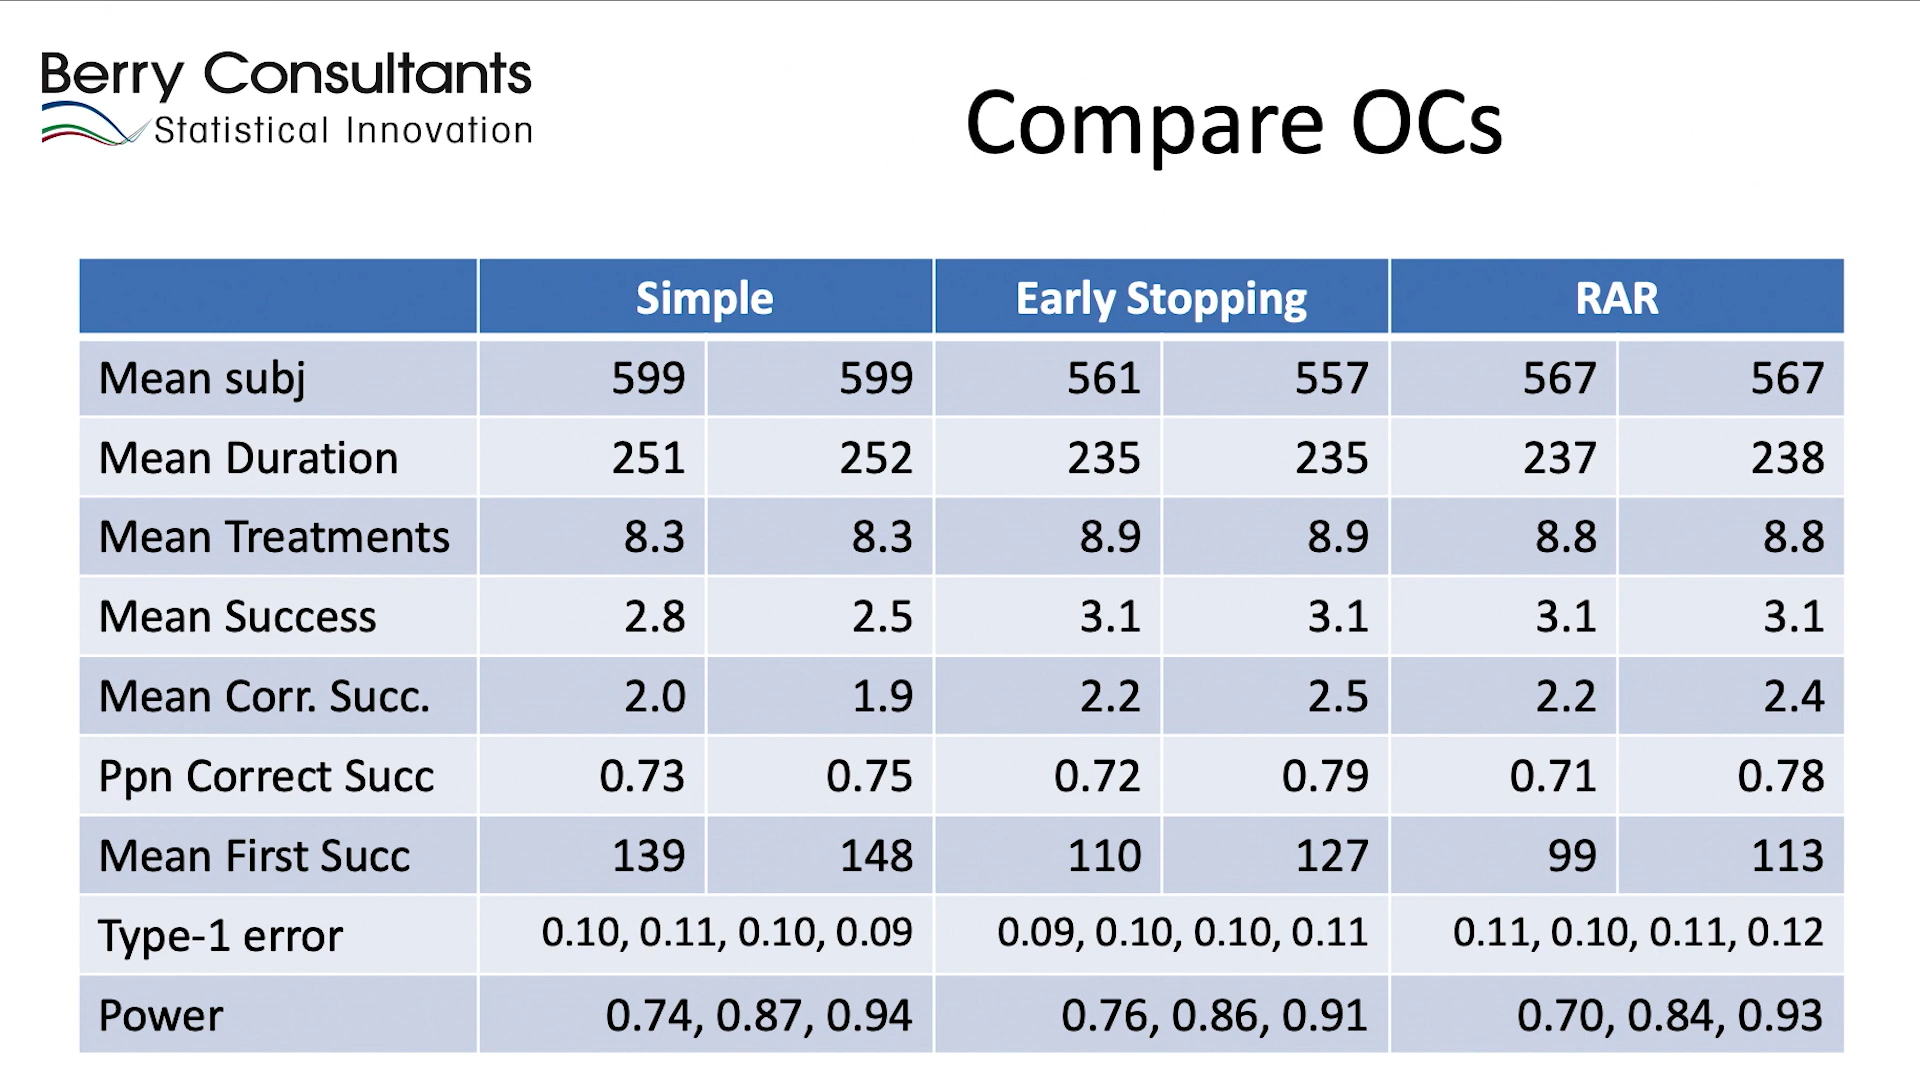 Berry Consultants
Statistical Innovation
Compare OCs
Simple Early Stopping RAR
Mean subj 599 599 561 557 567 567
Mean Duration 251 252 235 235 237 238
Mean Treatments 8.3 8.3 8.9 8.9 8.8 8.8
Mean Success 2.8 2.5 3.1 3.1 3.1 3.1
Mean Corr. Succ. 2.0 1.9 2.2 2.5 2.2 2.4
Ppn Correct Succ 0.73 0.75 0.72 0.79 0.71 0.78
Mean First Succ 139 148 110 127 99 113
Type-1 error 0.10, 0.11, 0.10, 0.09 0.09, 0.10, 0.10, 0.11 0.11, 0.10, 0.11, 0.12
Power 0.74, 0.87, 0.94 0.76, 0.86, 0.91 0.70, 0.84, 0.93